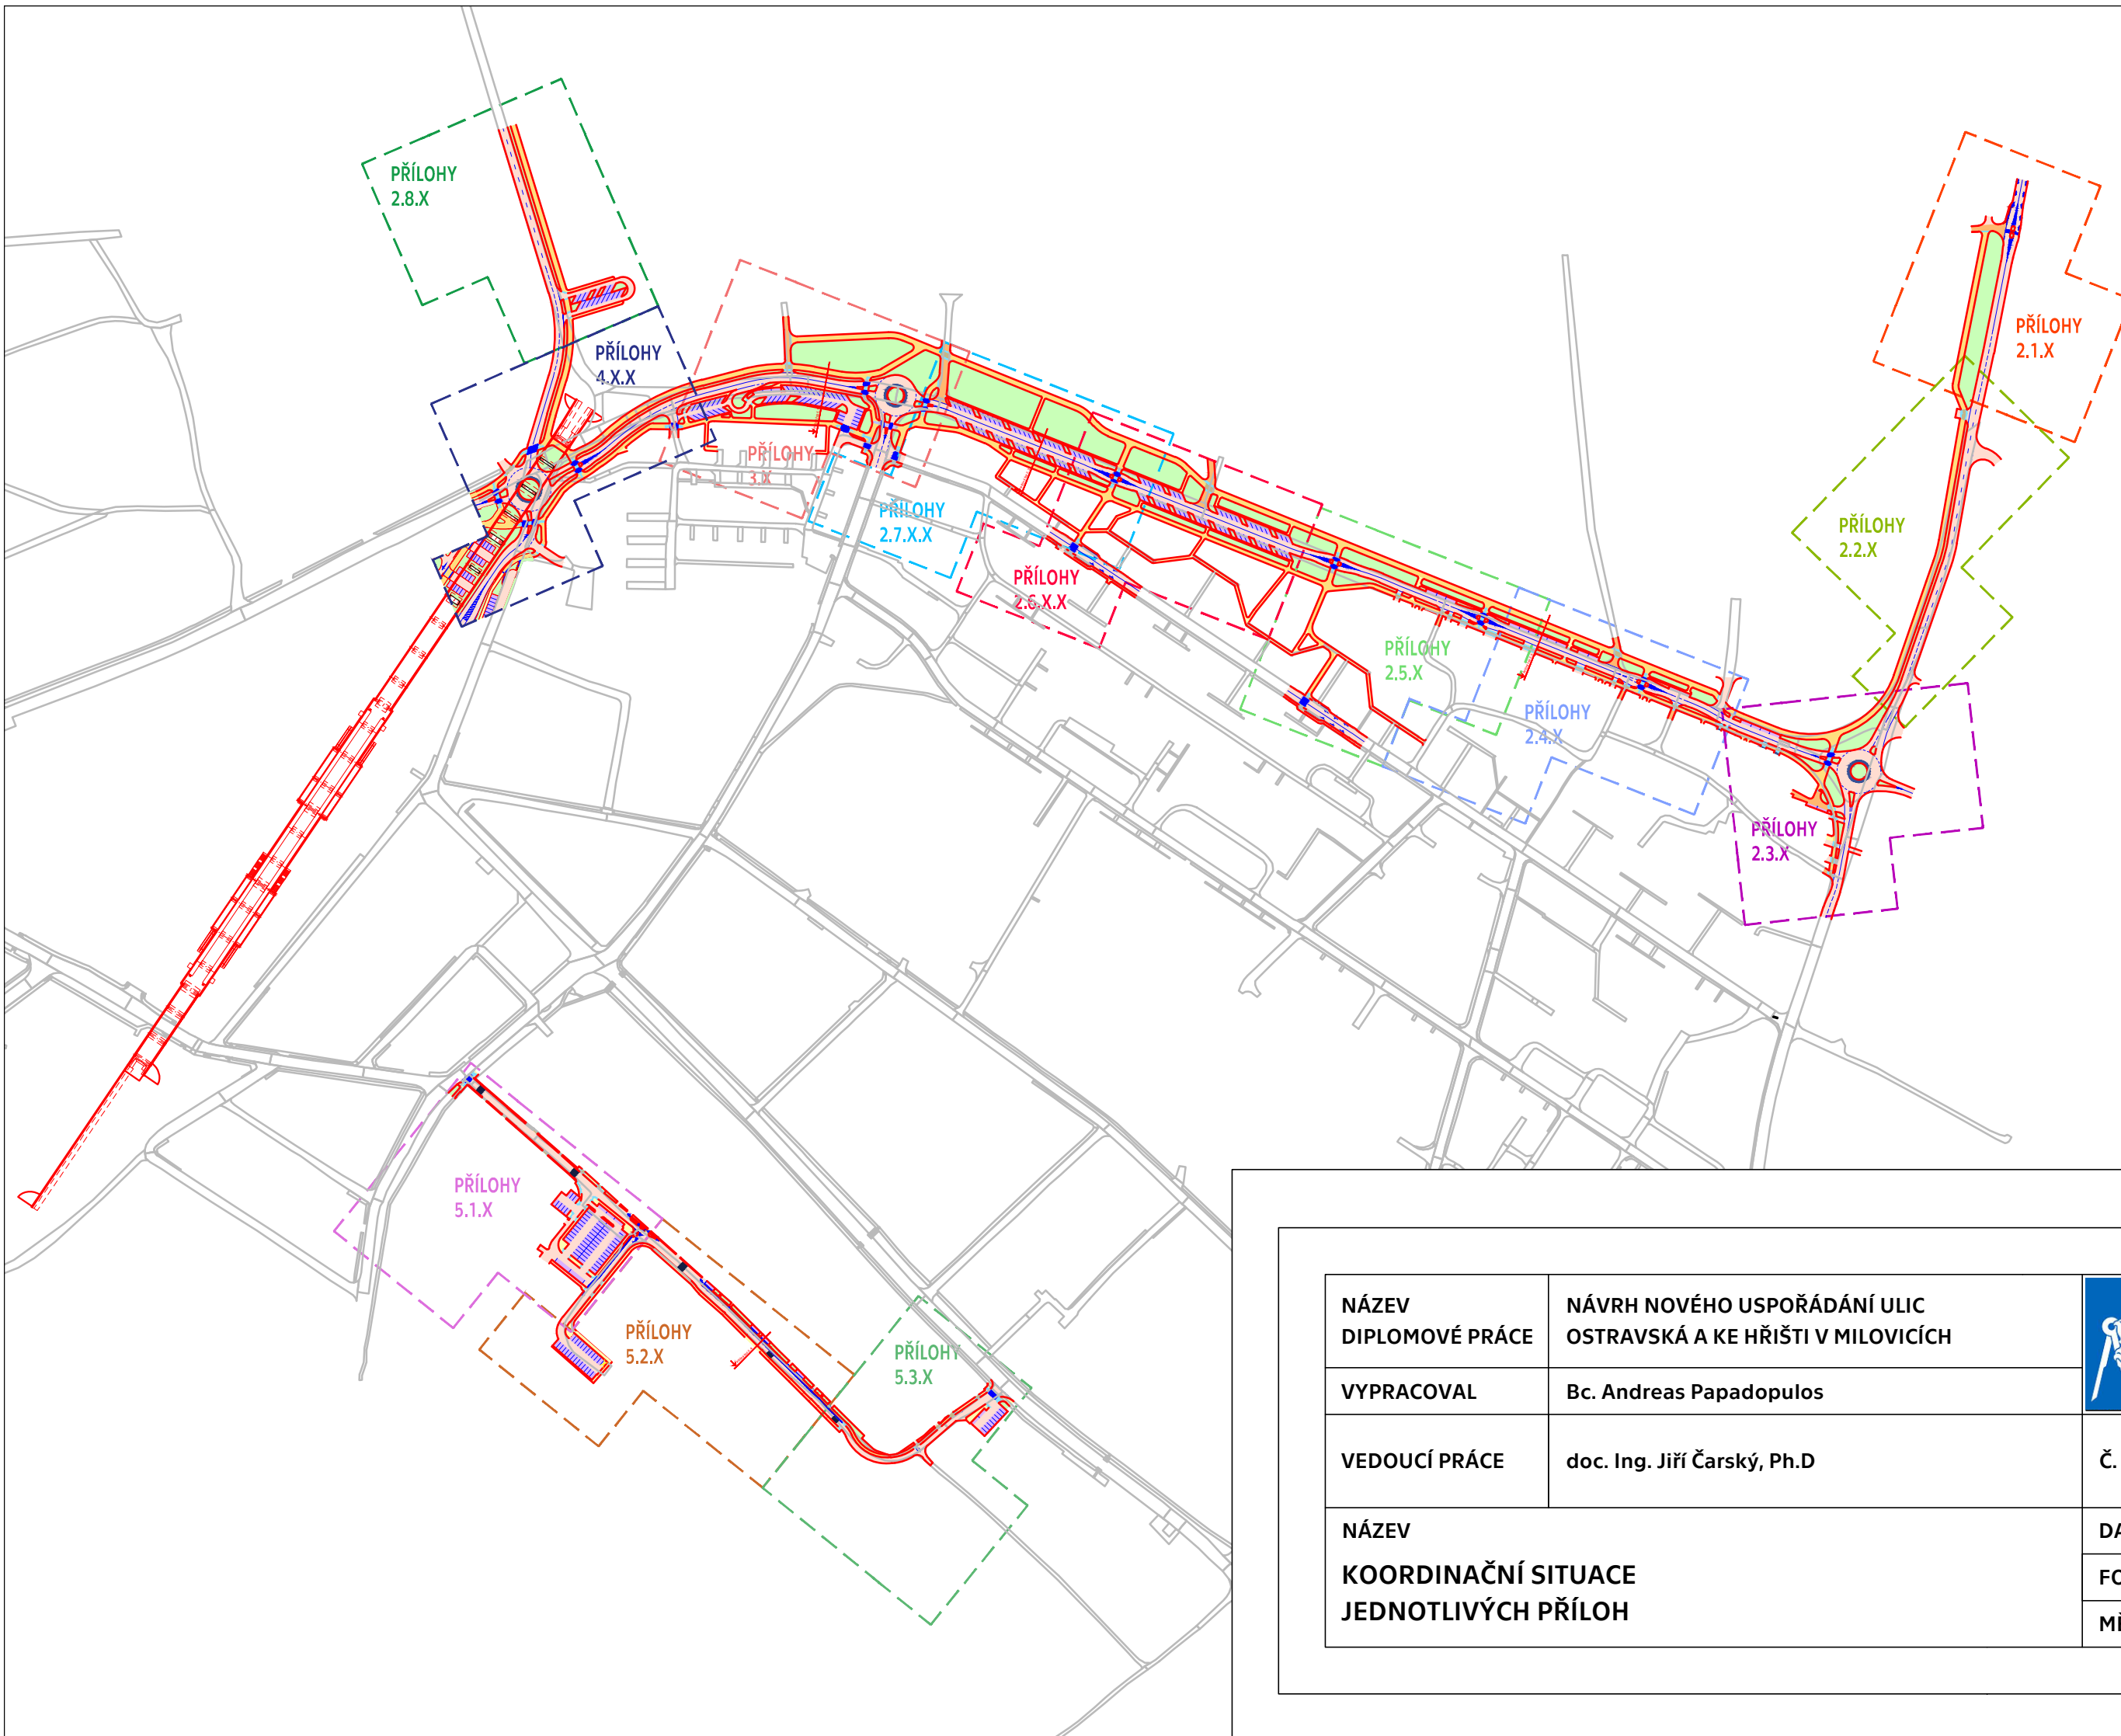 PŘÍLOHY
2.8.X
PŘÍLOHY
4.X.X
PŘÍLOHY
2.1.X
PŘÍLOHY
3.X
PŘÍLOHY
2.7.X.X
PŘÍLOHY
2.6.X.X
PŘÍLOHY
2.2.X
PŘÍLOHY
2.5.X
PŘÍLOHY
2.4.X
PŘÍLOHY
2.3.X
PŘÍLOHY
5.1.X
PŘÍLOHY
5.2.X
PŘÍLOHY
5.3.X
NÁZEV
DIPLOMOVÉ PRÁCE
NÁVRH NOVÉHO USPOŘÁDÁNÍ ULIC
OSTRAVSKÁ A KE HŘIŠTI V MILOVICÍCH
VYPRACOVAL
Bc. Andreas Papadopulos
VEDOUCÍ PRÁCE
doc. Ing. Jiří Čarský, Ph.D
Č.
NÁZEV
KOORDINAČNÍ SITUACE
JEDNOTLIVÝCH PŘÍLOH